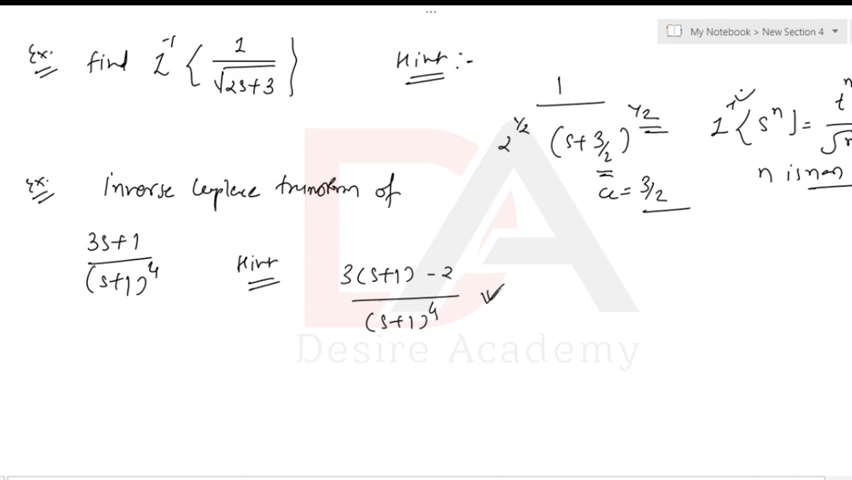 My Notebook > New Section 4
Ex. find L⁻¹ { 1/√2s+3 }
Hint :-
1/2^1/2 (s+3/2)^1/2
a = 3/2
n is non
Ex. Inverse Laplace transform of
3s+1/(s+1)⁴
Hint
3(s+1) - 2/(s+1)⁴
Desire Academy